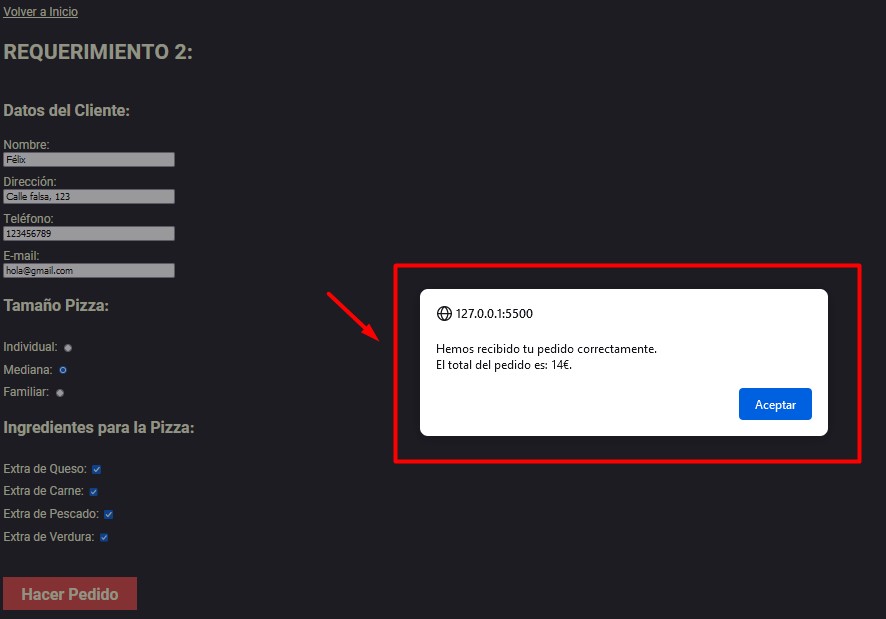 Volver a Inicio
REQUERIMIENTO 2:
Datos del Cliente:
Nombre:
Félix
Dirección:
Calle falsa, 123
Teléfono:
123456789
E-mail:
hola@gmail.com
Tamaño Pizza:
Individual:
Mediana:
Familiar:
Ingredientes para la Pizza:
Extra de Queso:
Extra de Carne:
Extra de Pescado:
Extra de Verdura:
Hacer Pedido
127.0.0.1:5500
Hemos recibido tu pedido correctamente.
El total del pedido es: 14€.
Aceptar